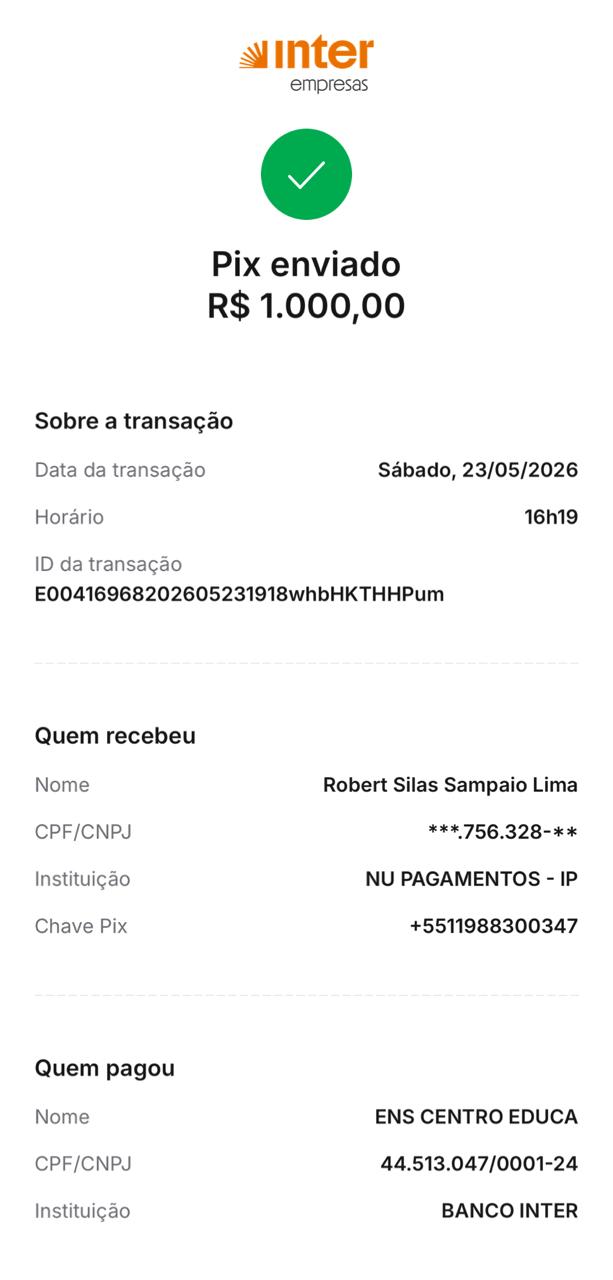 inter
empresas
Pix enviado
R$ 1.000,00
Sobre a transação
Data da transação Sábado, 23/05/2026
Horário 16h19
ID da transação
E00416968202605231918whbHKTHHPum
Quem recebeu
Nome Robert Silas Sampaio Lima
CPF/CNPJ ***.756.328-**
Instituição NU PAGAMENTOS - IP
Chave Pix +5511988300347
Quem pagou
Nome ENS CENTRO EDUCA
CPF/CNPJ 44.513.047/0001-24
Instituição BANCO INTER